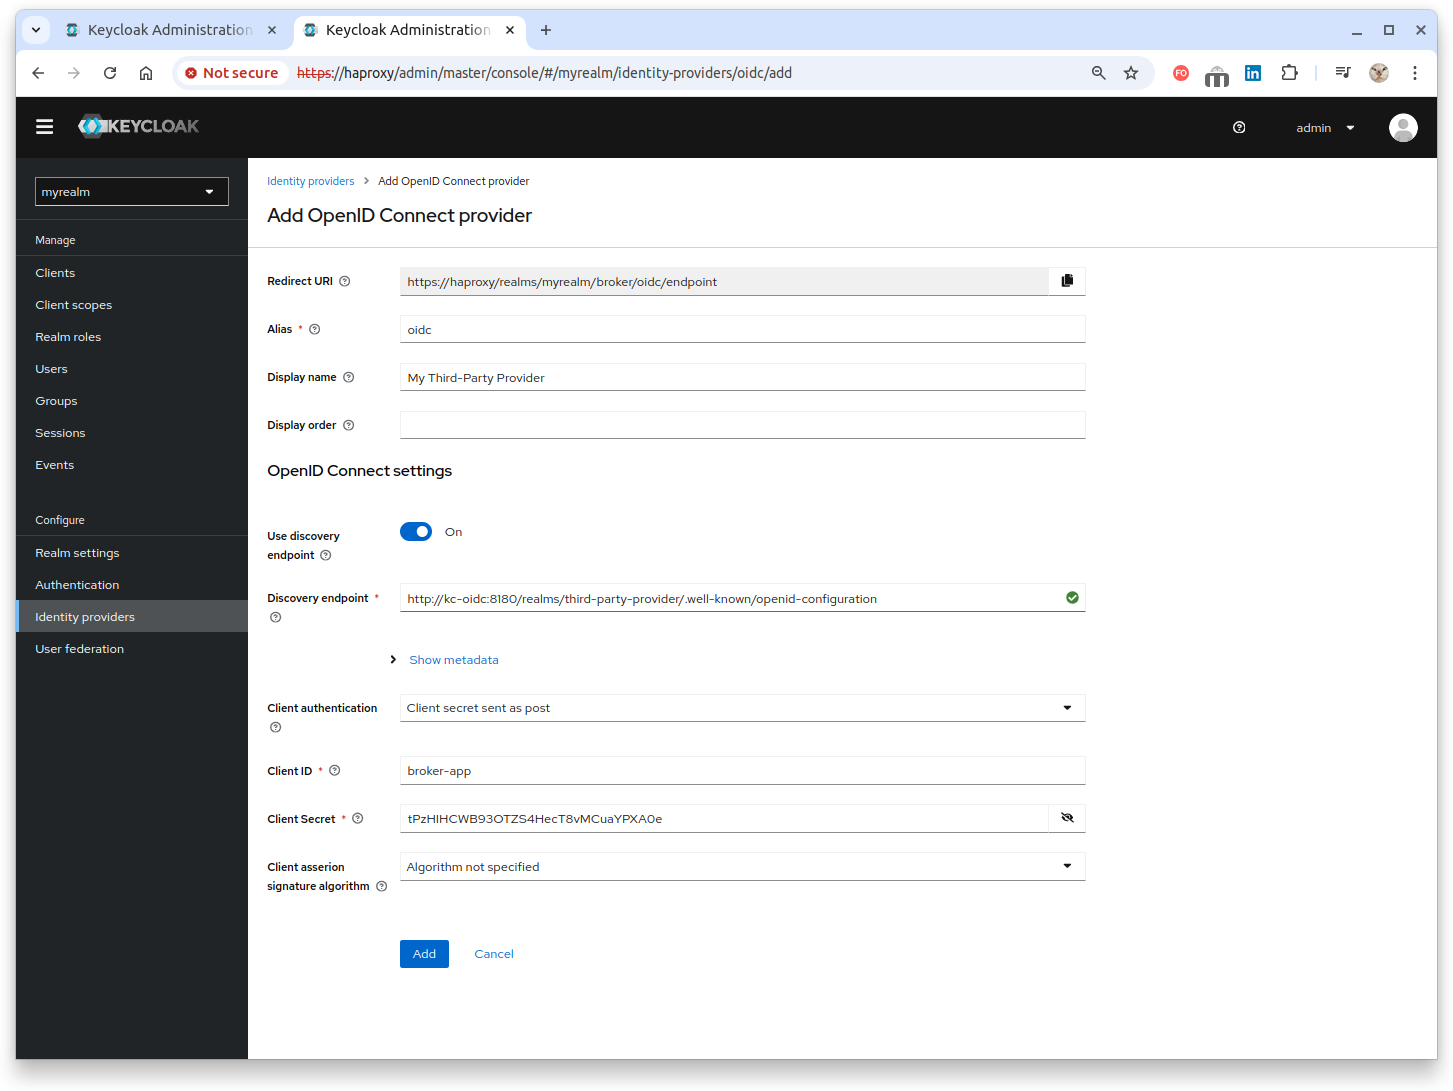 Keycloak Administration
Keycloak Administration
Not secure
https://haproxy/admin/master/console/#/myrealm/identity-providers/oidc/add
FO
in
KEYCLOAK
admin
myrealm
Manage
Clients
Client scopes
Realm roles
Users
Groups
Sessions
Events
Configure
Realm settings
Authentication
Identity providers
User federation
Identity providers > Add OpenID Connect provider
Add OpenID Connect provider
Redirect URI
https://haproxy/realms/myrealm/broker/oidc/endpoint
Alias *
oidc
Display name
My Third-Party Provider
Display order
OpenID Connect settings
Use discovery
endpoint
On
Discovery endpoint *
http://kc-oidc:8180/realms/third-party-provider/.well-known/openid-configuration
Show metadata
Client authentication
Client secret sent as post
Client ID *
broker-app
Client Secret *
tPzHIHCWB93OTZS4HecT8vMCuaYPXA0e
Client asserion
signature algorithm
Algorithm not specified
Add
Cancel